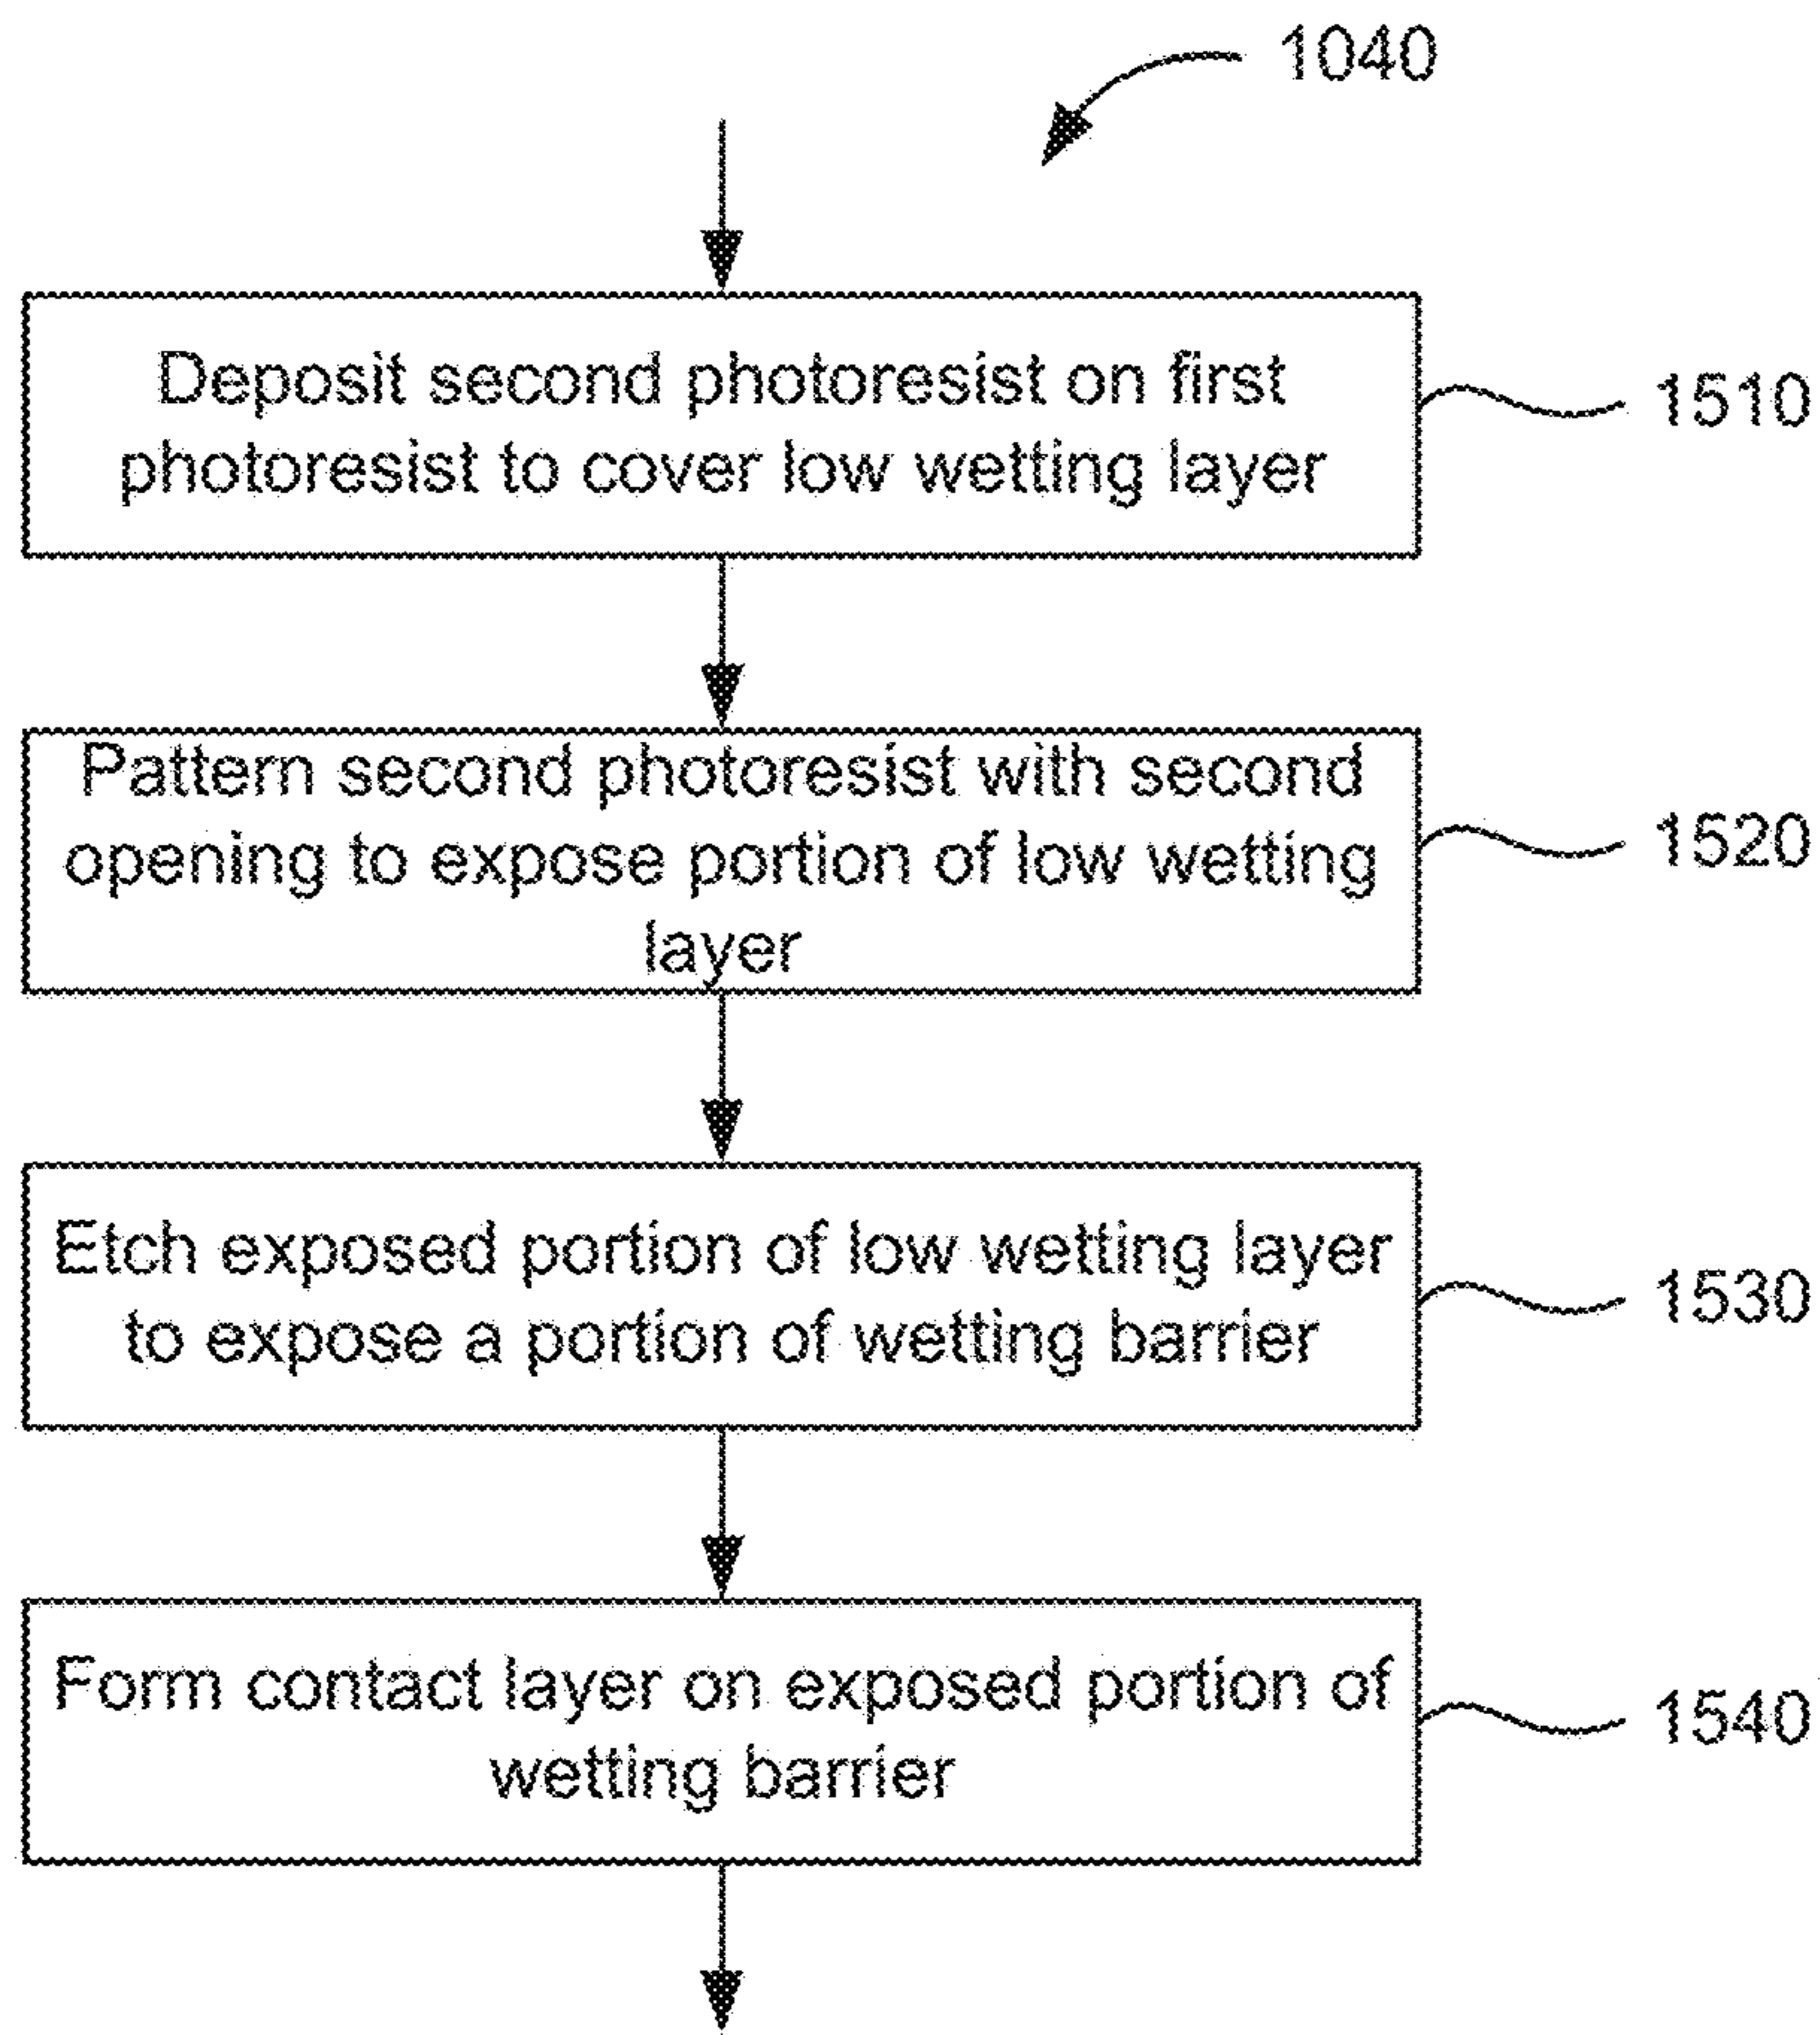 1040
Deposit second photoresist on first
photoresist to cover low wetting layer
1510
Pattern second photoresist with second
opening to expose portion of low wetting
layer
1520
Etch exposed portion of low wetting layer
to expose a portion of wetting barrier
1530
Form contact layer on exposed portion of
wetting barrier
1540